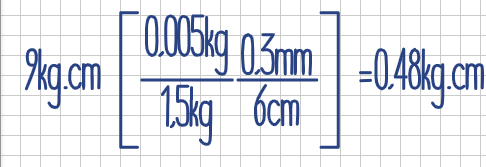 9kg.cm [ 0,005kg / 1,5kg 0,3mm / 6cm ] =0,48kg.cm